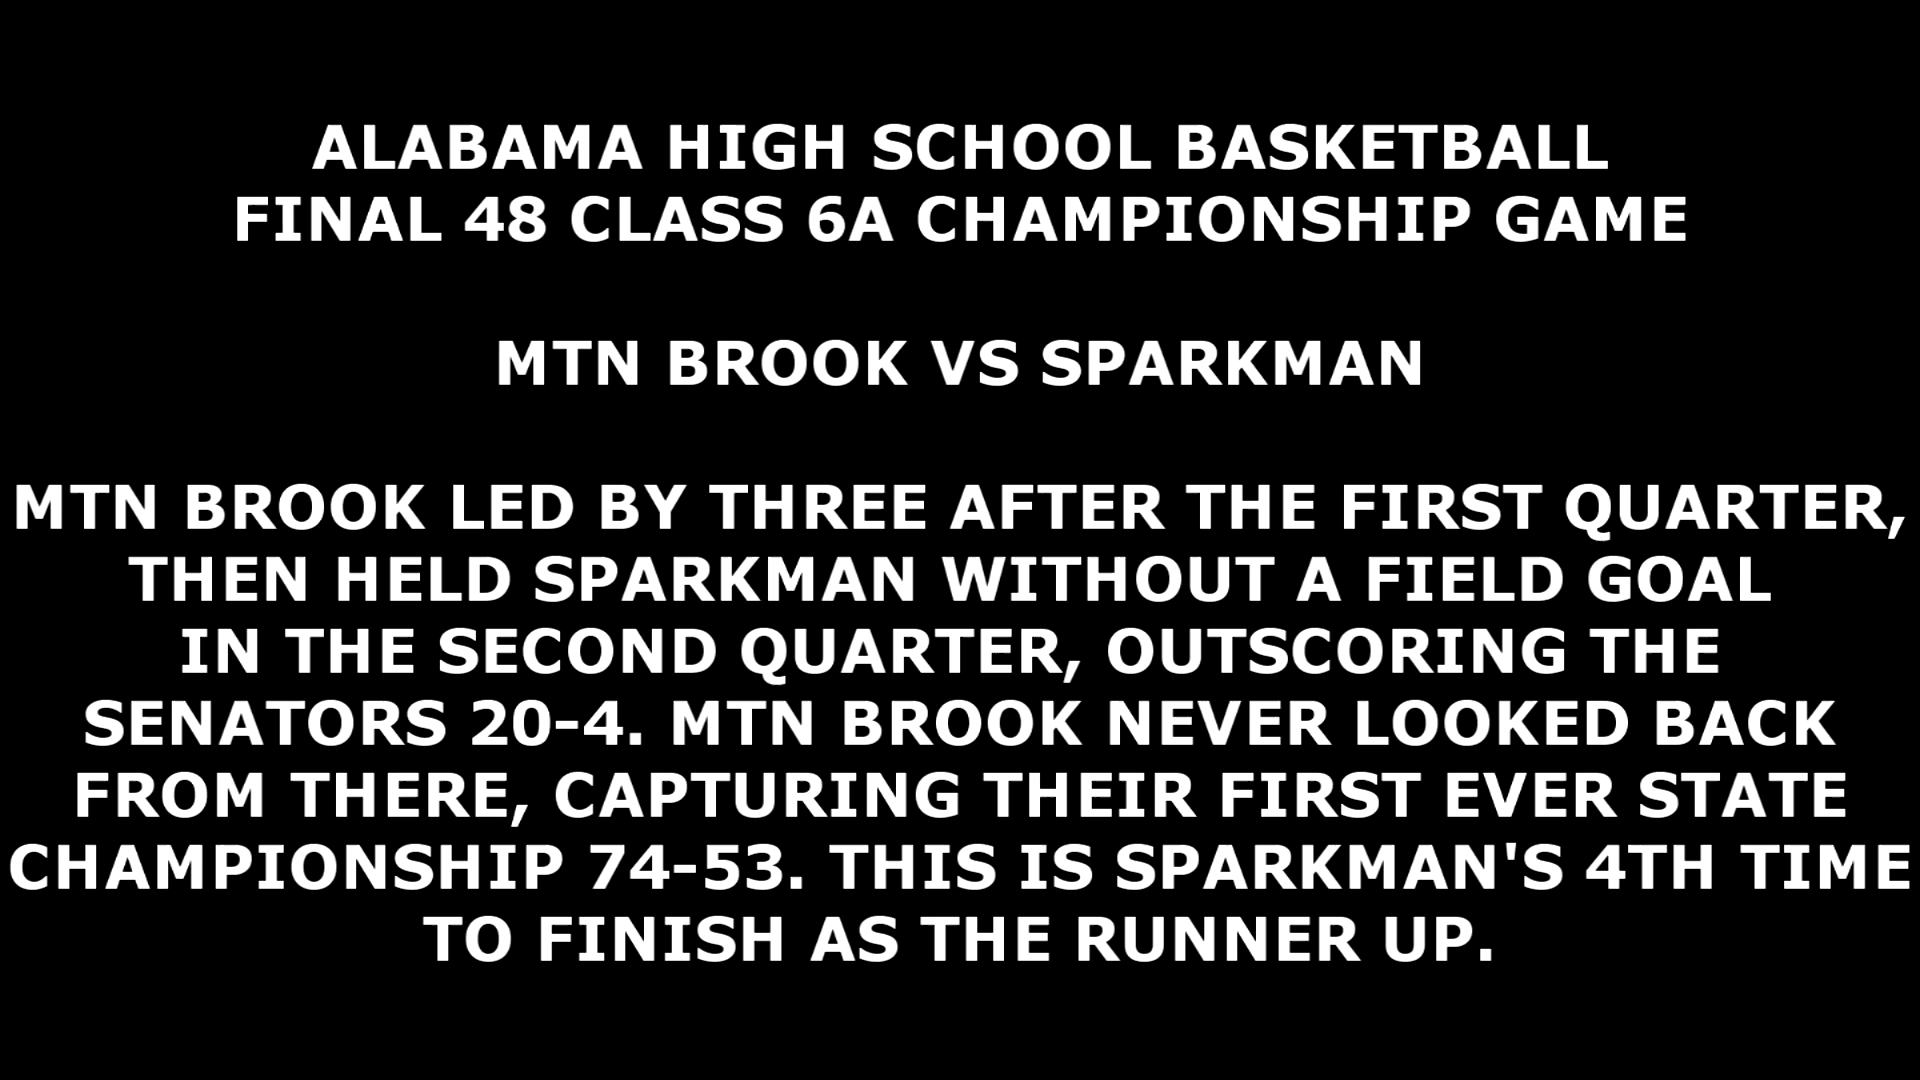 ALABAMA HIGH SCHOOL BASKETBALL
FINAL 48 CLASS 6A CHAMPIONSHIP GAME
MTN BROOK VS SPARKMAN
MTN BROOK LED BY THREE AFTER THE FIRST QUARTER,
THEN HELD SPARKMAN WITHOUT A FIELD GOAL
IN THE SECOND QUARTER, OUTSCORING THE
SENATORS 20-4. MTN BROOK NEVER LOOKED BACK
FROM THERE, CAPTURING THEIR FIRST EVER STATE
CHAMPIONSHIP 74-53. THIS IS SPARKMAN'S 4TH TIME
TO FINISH AS THE RUNNER UP.